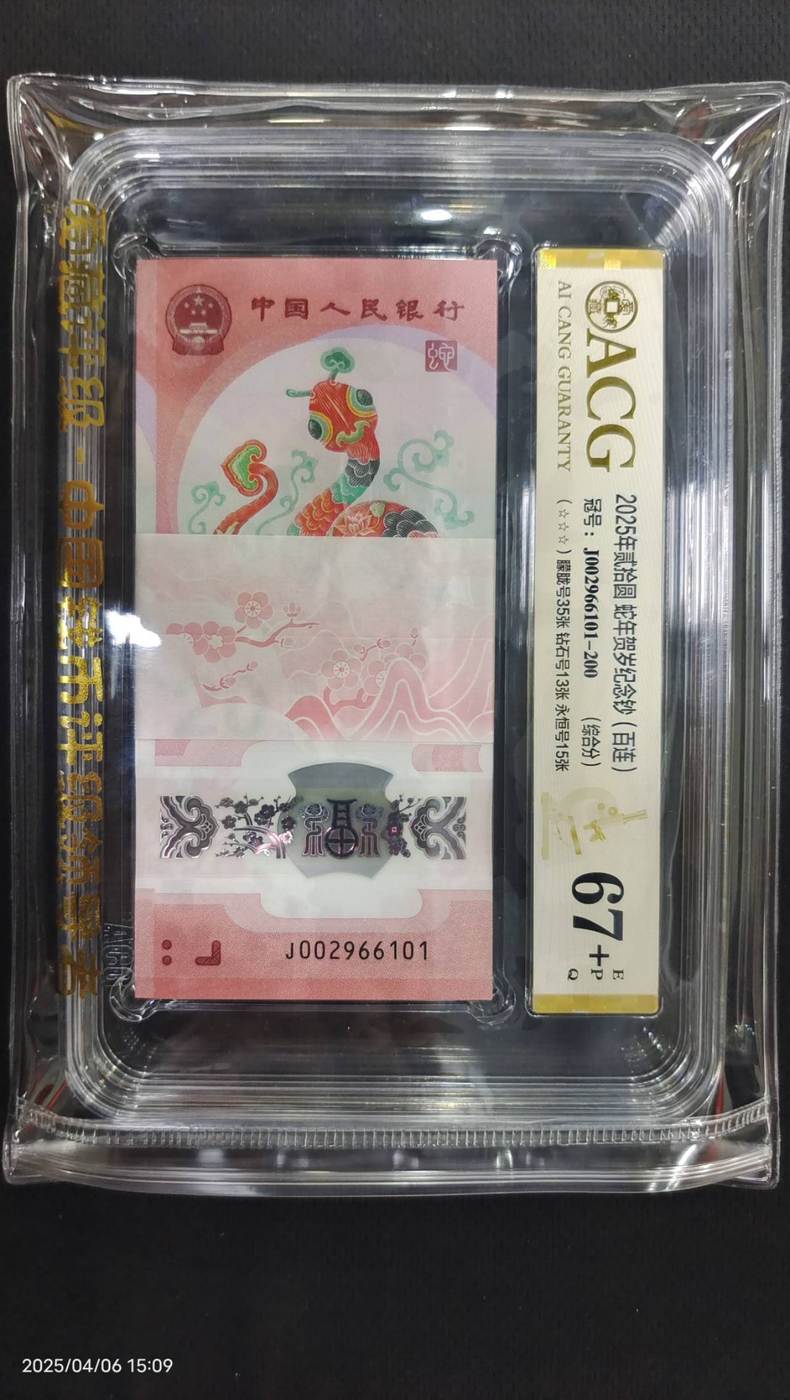 中国人民银行
蛇
J002966101
ACG
AI CANG GUARANTY
2025年贰拾圆 蛇年贺岁纪念钞（百连）
冠号：J002966101-200 （综合分）
（☆☆☆）朦胧号35张 钻石号13张 永恒号15张
67+
E
P
Q
爱藏评级-中国钱币评级领导者
2025/04/06 15:09